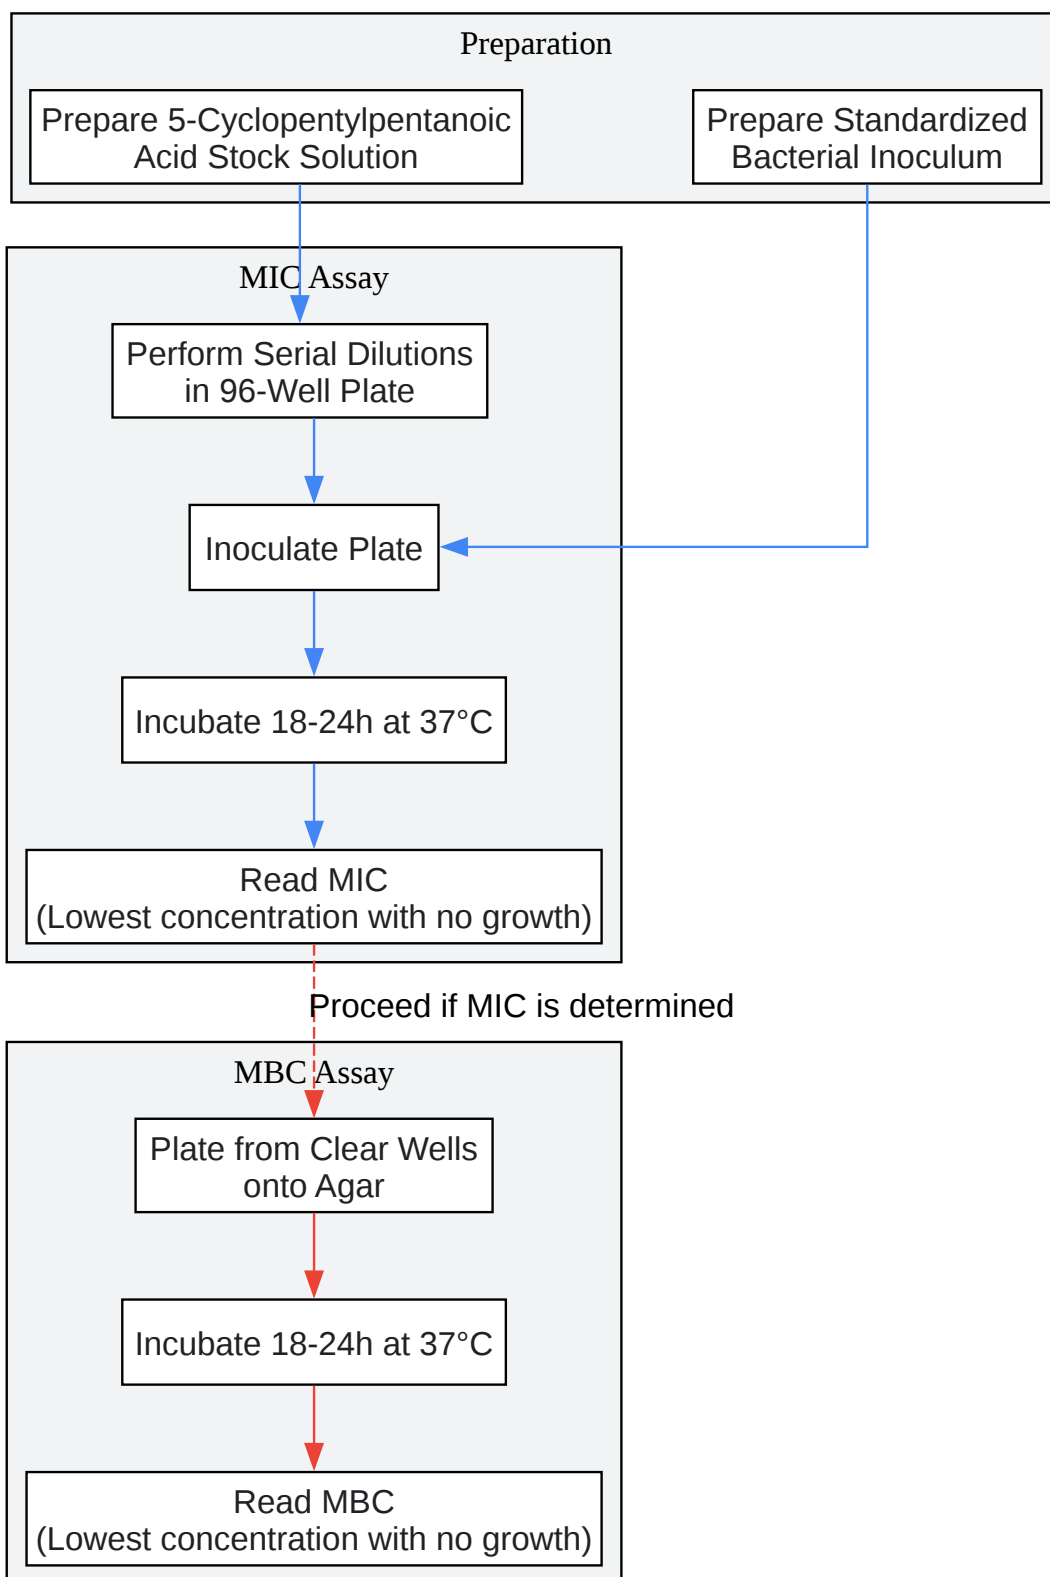 Preparation
Prepare 5-Cyclopentylpentanoic
Acid Stock Solution
Prepare Standardized
Bacterial Inoculum
MIC Assay
Perform Serial Dilutions
in 96-Well Plate
Inoculate Plate
Incubate 18-24h at 37°C
Read MIC
(Lowest concentration with no growth)
Proceed if MIC is determined
MBC Assay
Plate from Clear Wells
onto Agar
Incubate 18-24h at 37°C
Read MBC
(Lowest concentration with no growth)